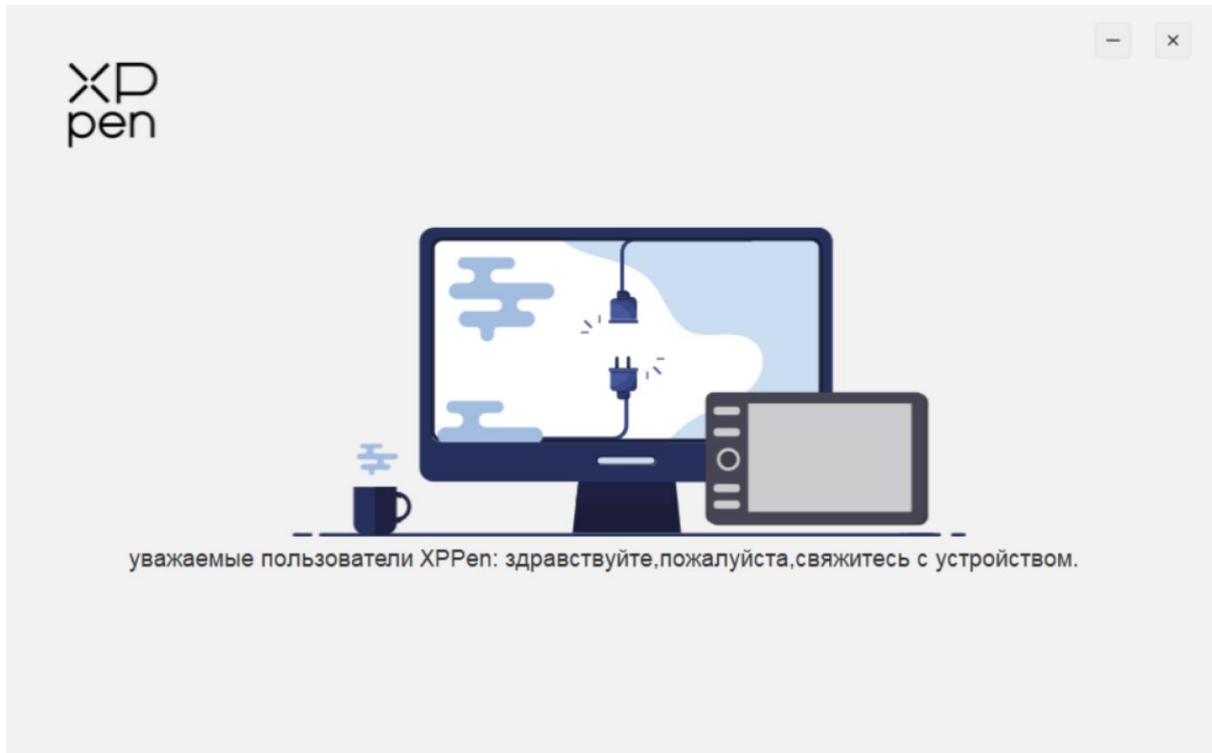 XP
pen
уважаемые пользователи XPPen: здравствуйте,пожалуйста,свяжитесь с устройством.